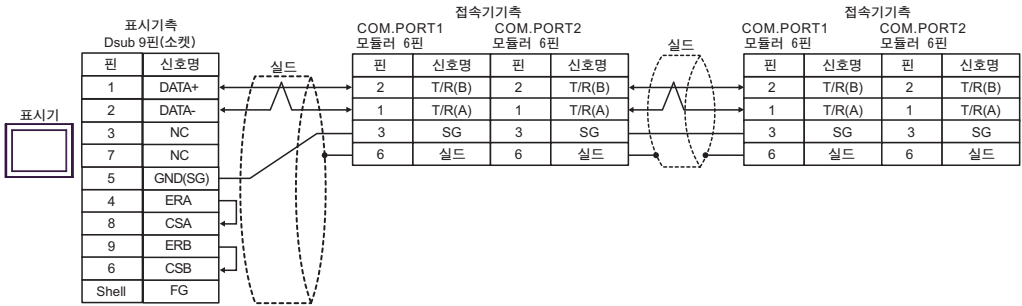 표시기측
Dsub 9핀(소켓)
핀 신호명
1 DATA+
2 DATA-
3 NC
7 NC
5 GND(SG)
4 ERA
8 CSA
9 ERB
6 CSB
Shell FG
표시기
실드
접속기기측
COM.PORT1 COM.PORT2
모듈러 6핀 모듈러 6핀
핀 신호명 핀 신호명
2 T/R(B) 2 T/R(B)
1 T/R(A) 1 T/R(A)
3 SG 3 SG
6 실드 6 실드
실드
접속기기측
COM.PORT1 COM.PORT2
모듈러 6핀 모듈러 6핀
핀 신호명 핀 신호명
2 T/R(B) 2 T/R(B)
1 T/R(A) 1 T/R(A)
3 SG 3 SG
6 실드 6 실드